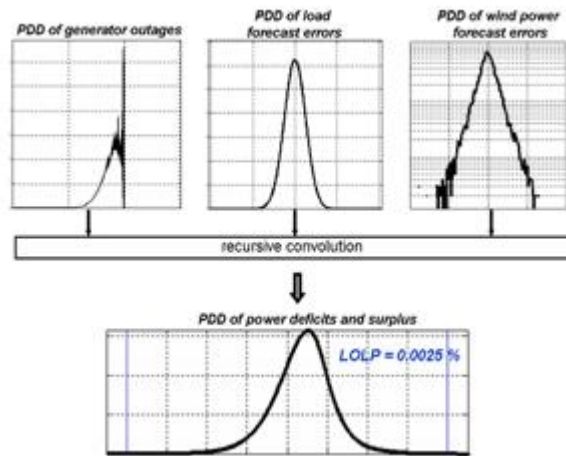 PDD of generator outages
PDD of load
forecast errors
PDD of wind power
forecast errors
recursive convolution
PDD of power deficits and surplus
LOLP = 0,0025 %